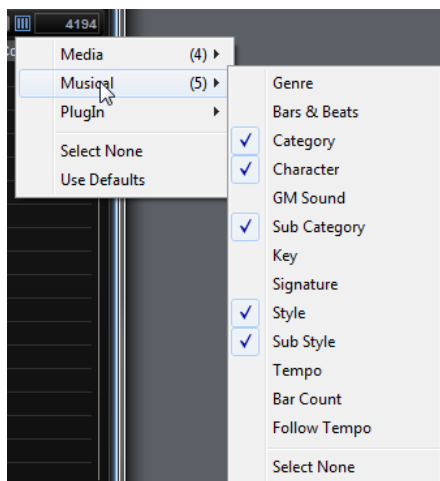 4194
Co
Media (4)
Musical (5)
PlugIn
Select None
Use Defaults
Genre
Bars & Beats
Category
Character
GM Sound
Sub Category
Key
Signature
Style
Sub Style
Tempo
Bar Count
Follow Tempo
Select None